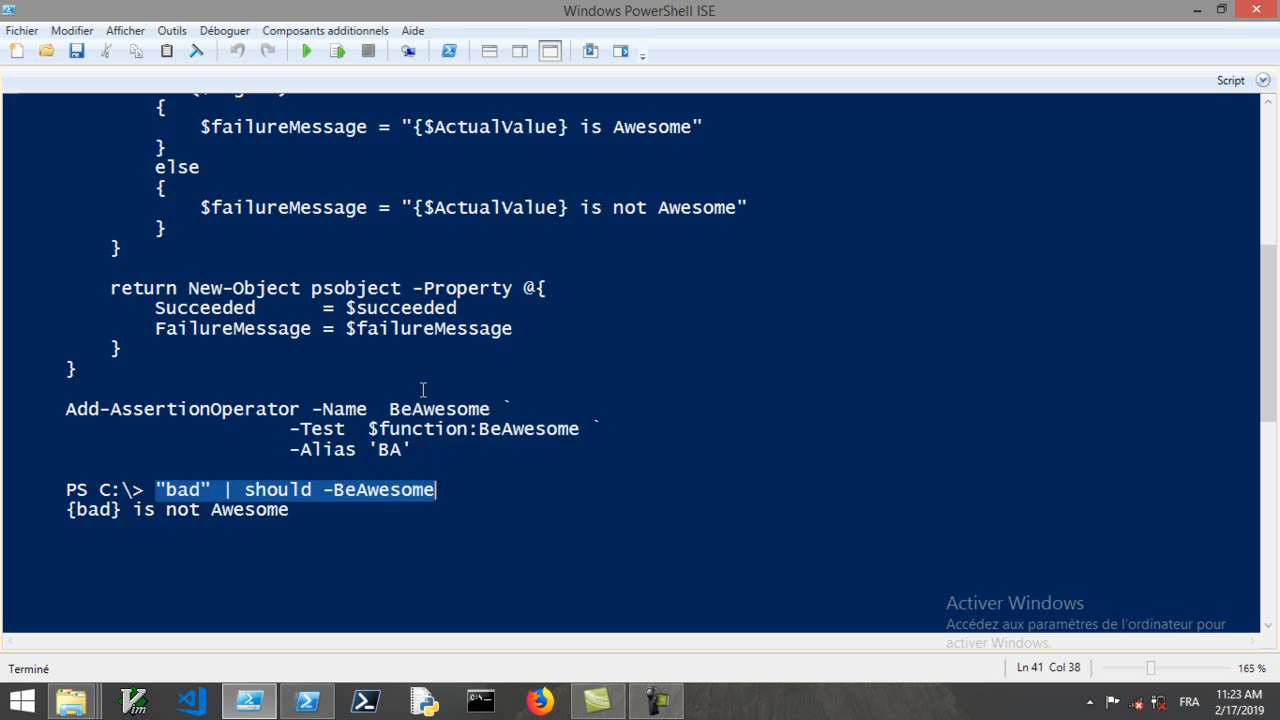 Windows PowerShell ISE
Fichier Modifier Afficher Outils Déboguer Composants additionnels Aide
Script
{
$failureMessage = "{$ActualValue} is Awesome"
}
else
{
$failureMessage = "{$ActualValue} is not Awesome"
}
}
return New-Object psobject -Property @{
Succeeded = $succeeded
FailureMessage = $failureMessage
}
}
Add-AssertionOperator -Name BeAwesome `
-Test $function:BeAwesome `
-Alias 'BA'
PS C:\> "bad" | should -BeAwesome
{bad} is not Awesome
Activer Windows
Accédez aux paramètres de l'ordinateur pour
activer Windows.
Terminé
Ln 41 Col 38
165 %
FRA
11:23 AM
2/17/2019